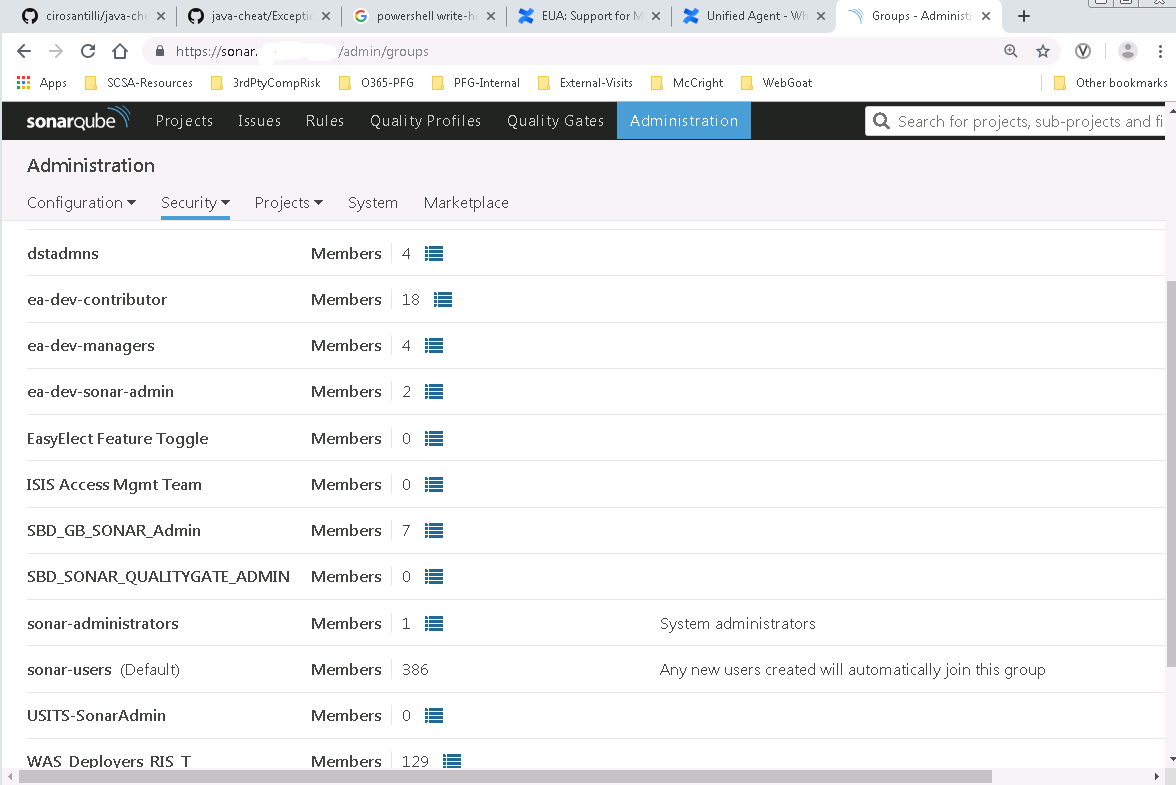 cirosantilli/java-che
java-cheat/Exceptio
powershell write-h
EUA: Support for M
Unified Agent - Wh
Groups - Administr
https://sonar. /admin/groups
Apps SCSA-Resources 3rdPtyCompRisk O365-PFG PFG-Internal External-Visits McCright WebGoat Other bookmarks
sonarqube Projects Issues Rules Quality Profiles Quality Gates Administration Search for projects, sub-projects and fi
Administration
Configuration Security Projects System Marketplace
dstadmns Members 4
ea-dev-contributor Members 18
ea-dev-managers Members 4
ea-dev-sonar-admin Members 2
EasyElect Feature Toggle Members 0
ISIS Access Mgmt Team Members 0
SBD_GB_SONAR_Admin Members 7
SBD_SONAR_QUALITYGATE_ADMIN Members 0
sonar-administrators Members 1 System administrators
sonar-users (Default) Members 386 Any new users created will automatically join this group
USITS-SonarAdmin Members 0
WAS_Deployers_RIS_T Members 129